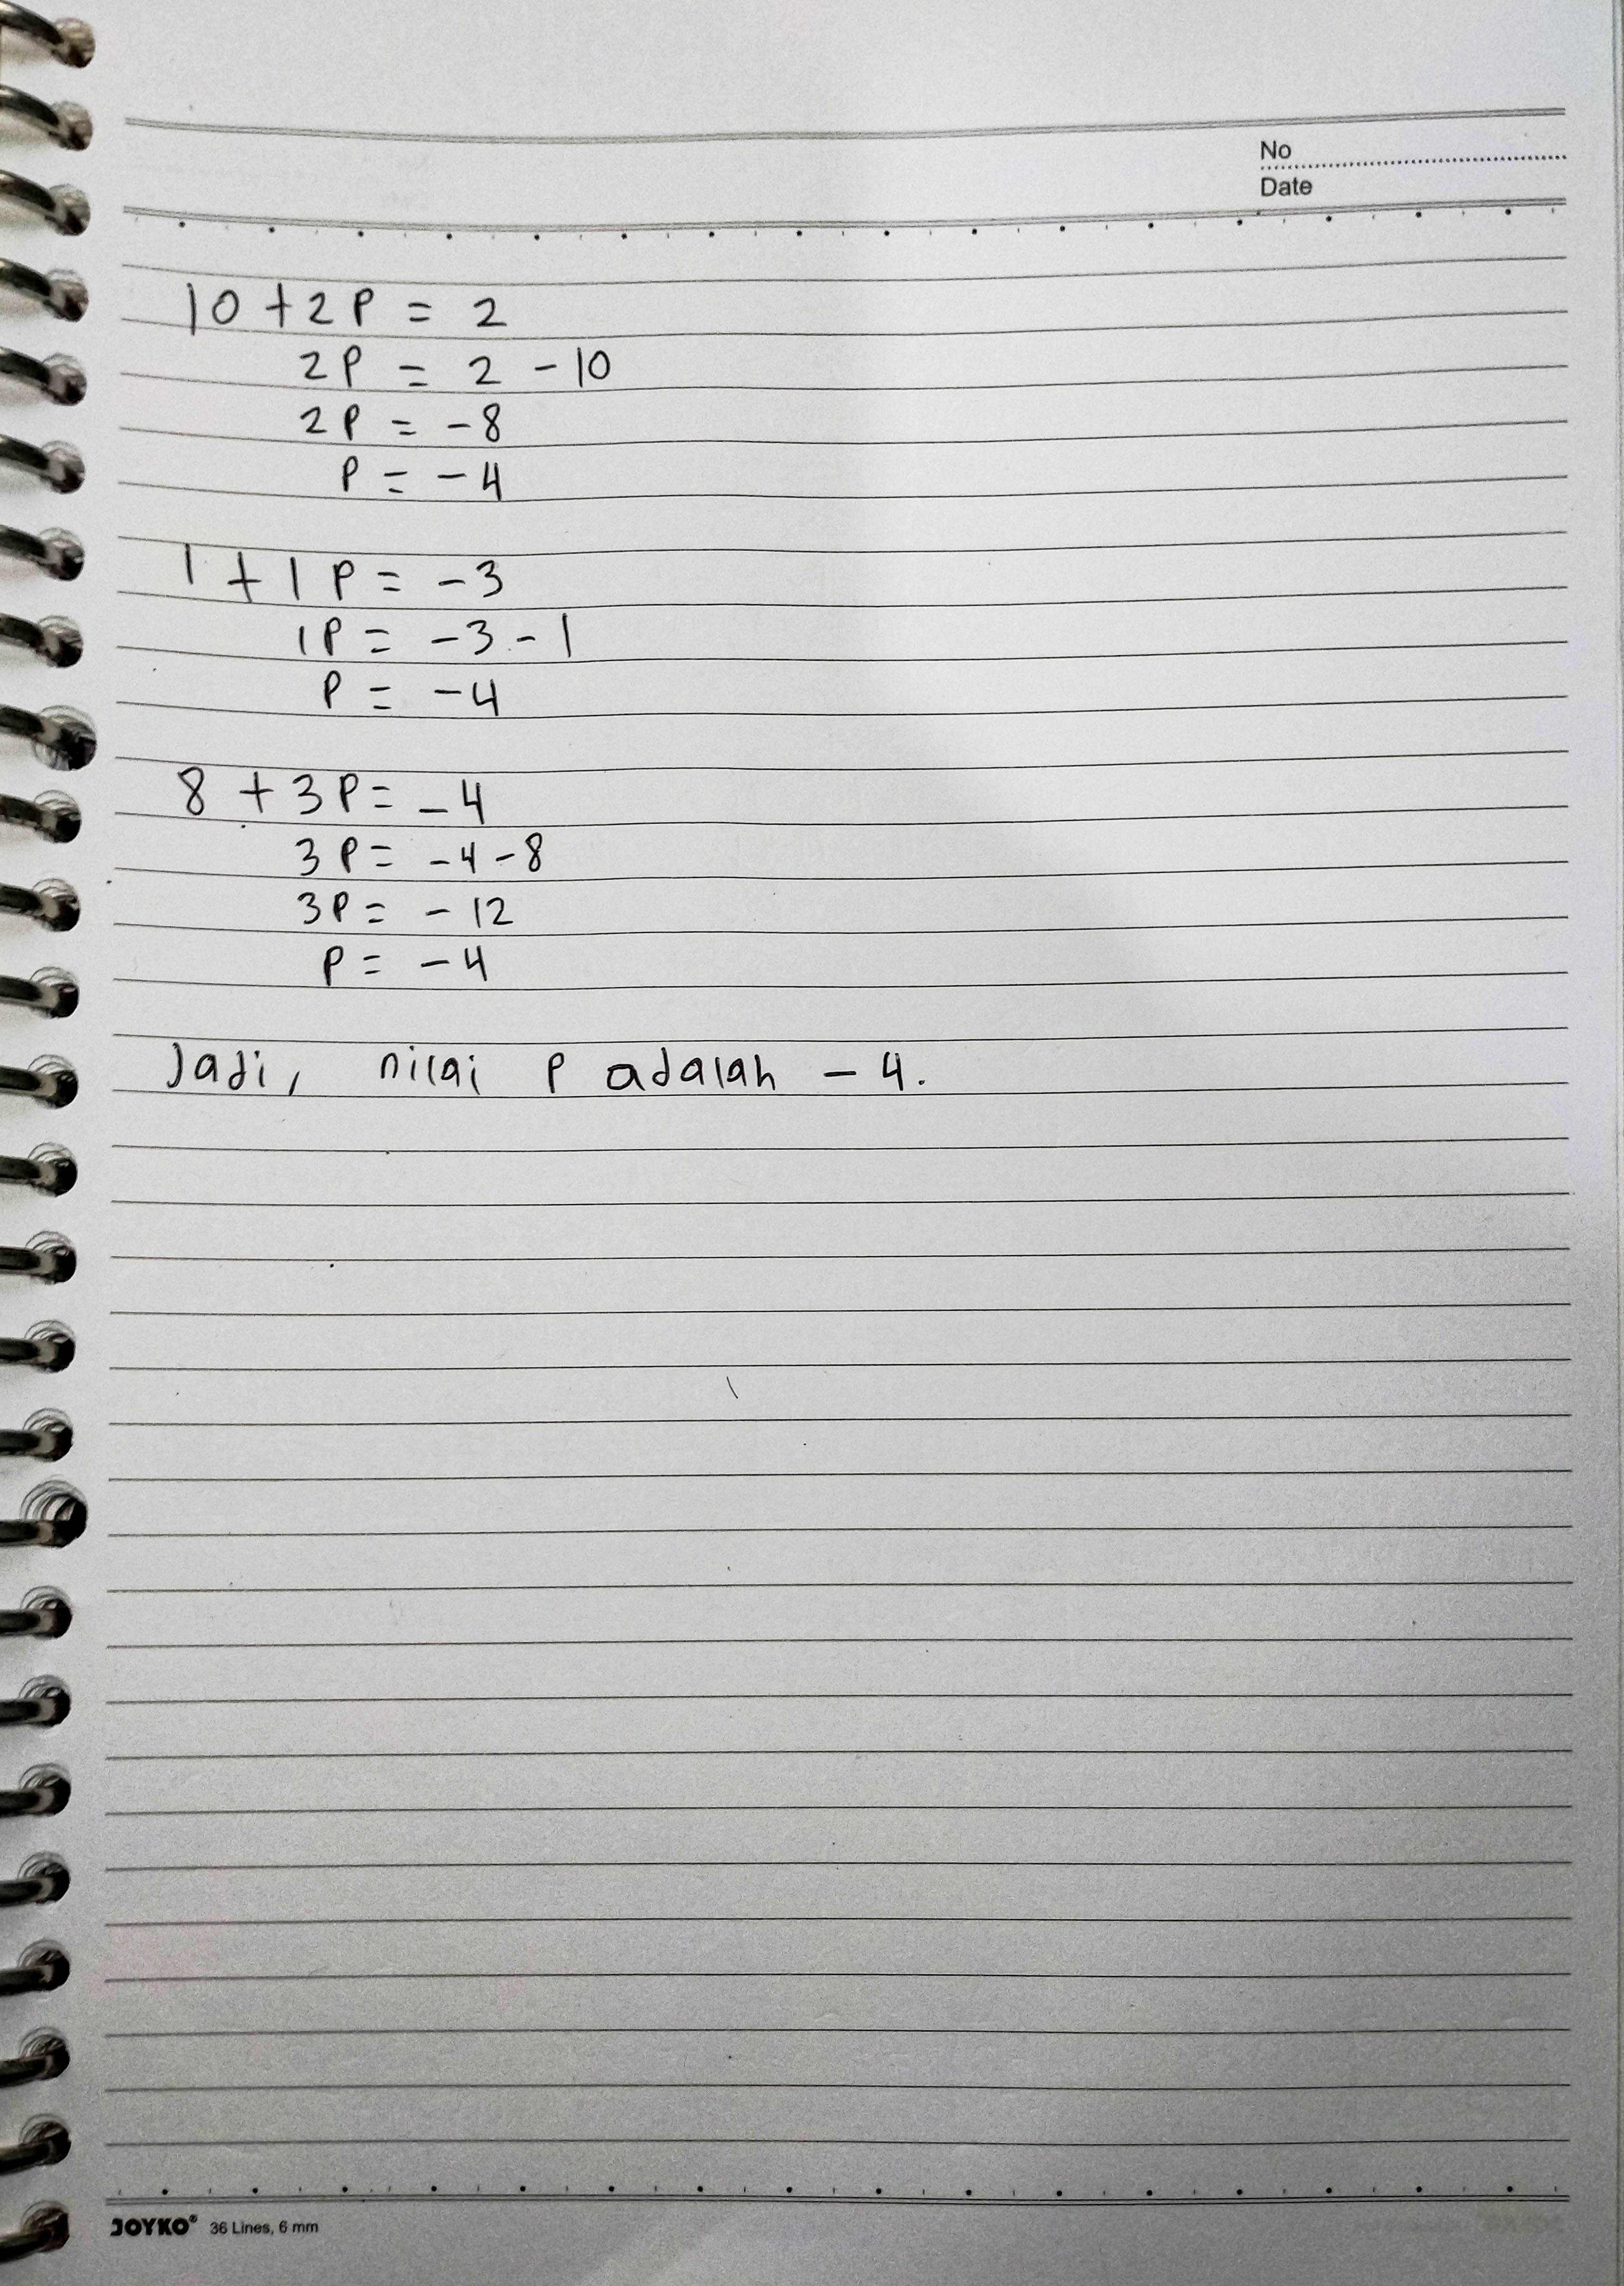 No
Date
10 + 2P = 2
2P = 2 - 10
2P = -8
P = -4
1 + 1P = -3
1P = -3 - 1
P = -4
8 + 3P = -4
3P = -4 - 8
3P = -12
P = -4
Jadi, nilai P adalah -4.
JOYKO® 36 Lines, 6 mm